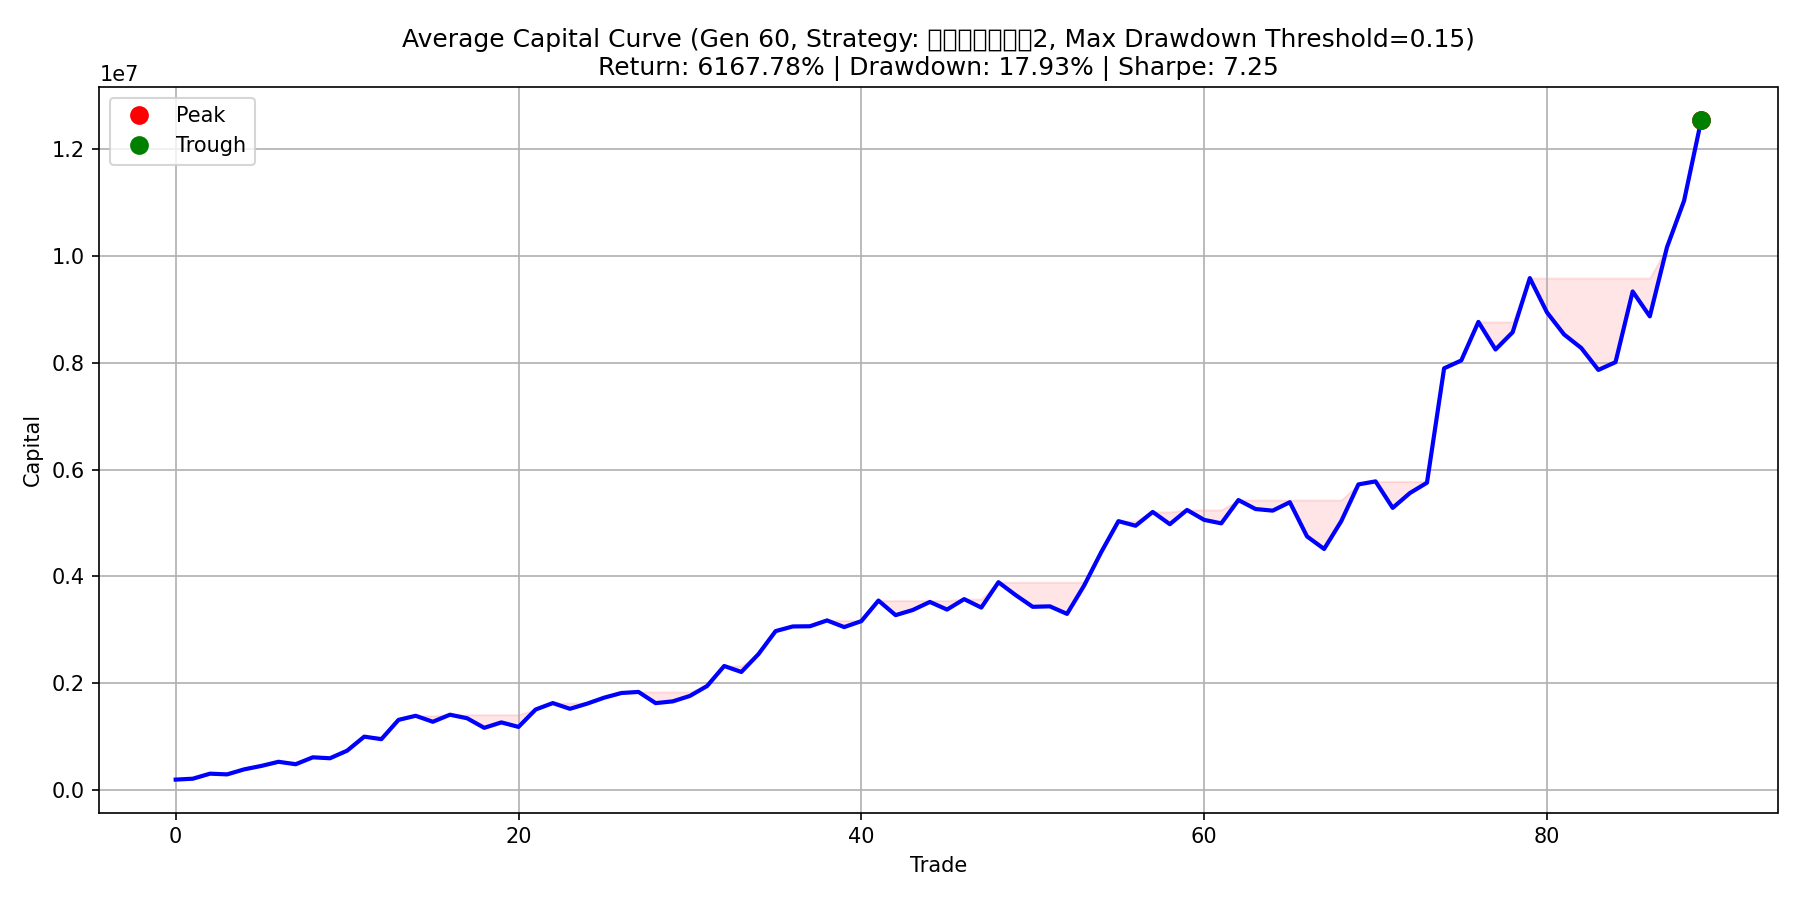 Average Capital Curve (Gen 60, Strategy: □□□□□□□2, Max Drawdown Threshold=0.15)
Return: 6167.78% | Drawdown: 17.93% | Sharpe: 7.25
1e7
Peak
Trough
1.2
1.0
0.8
0.6
0.4
0.2
0.0
Capital
0
20
40
60
80
Trade